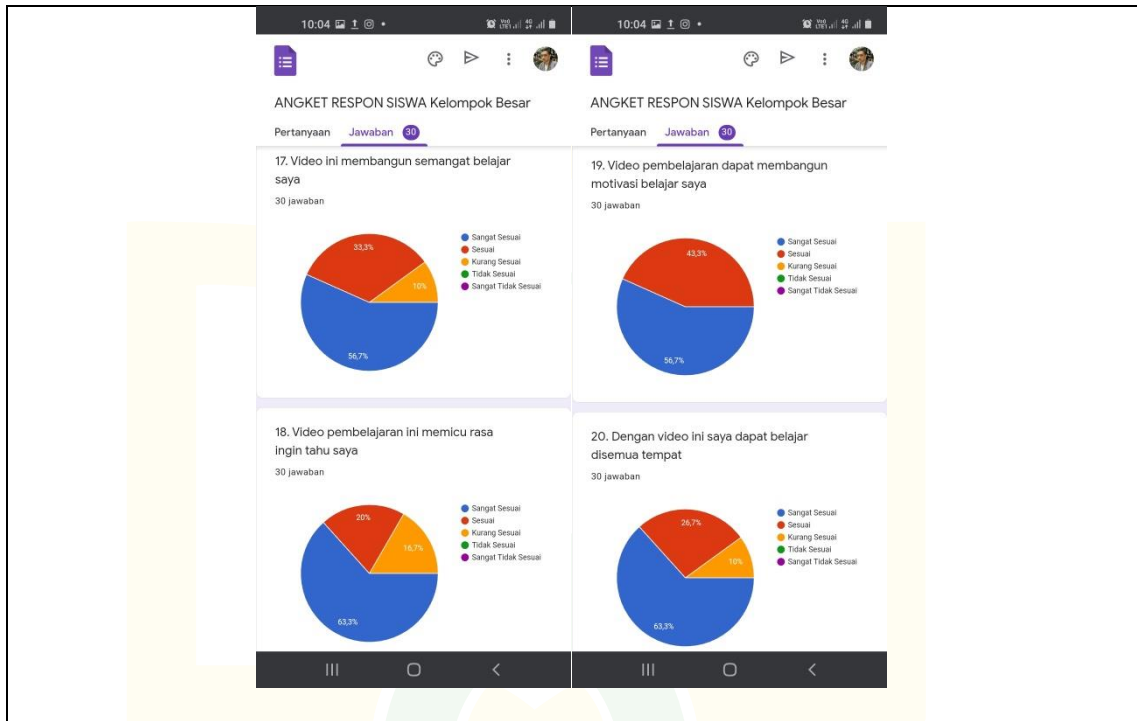 10:04
ANGKET RESPON SISWA Kelompok Besar
Pertanyaan Jawaban 30
17. Video ini membangun semangat belajar
saya
30 jawaban
33,3%
10%
56,7%
Sangat Sesuai
Sesuai
Kurang Sesuai
Tidak Sesuai
Sangat Tidak Sesuai
18. Video pembelajaran ini memicu rasa
ingin tahu saya
30 jawaban
20%
16,7%
63,3%
Sangat Sesuai
Sesuai
Kurang Sesuai
Tidak Sesuai
Sangat Tidak Sesuai
10:04
ANGKET RESPON SISWA Kelompok Besar
Pertanyaan Jawaban 30
19. Video pembelajaran dapat membangun
motivasi belajar saya
30 jawaban
43,3%
56,7%
Sangat Sesuai
Sesuai
Kurang Sesuai
Tidak Sesuai
Sangat Tidak Sesuai
20. Dengan video ini saya dapat belajar
disemua tempat
30 jawaban
26,7%
10%
63,3%
Sangat Sesuai
Sesuai
Kurang Sesuai
Tidak Sesuai
Sangat Tidak Sesuai